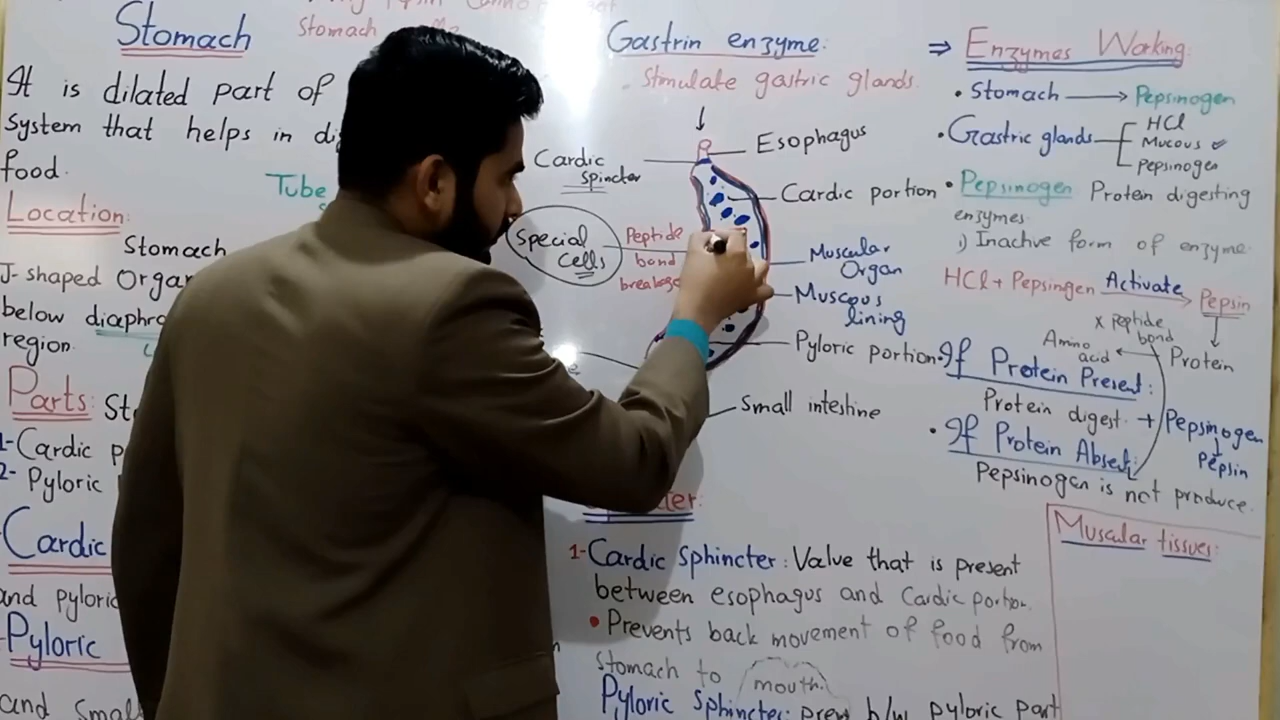 Stomach
It is dilated part of
System that helps in di
food.
Tube
Location:
Stomach
J-shaped Organ
below diaphra
region.
Parts: St
1-Cardic p
2-Pyloric
Cardic
and pyloric
Pyloric
and small
Stomach
Gastrin enzyme:
Stimulate gastric glands.
Esophagus
Cardic
spincter
Cardic portion
Special
Cells
Peptide
bond
breakage
Muscular
Organ
Muscous
lining
Pyloric portion
Small intestine
1-Cardic Sphincter: Value that is present
between esophagus and Cardic portion.
• Prevents back movement of food from
Stomach to mouth.
Pyloric Sphincter: b/w pyloric part
⇒ Enzymes Working:
• Stomach → Pepsinogen
• Gastric glands
HCl
Mucous
Pepsinogen
• Pepsinogen Protein digesting
enzymes.
i) Inactive form of enzyme
HCl + Pepsingen Activate Pepsin
x Peptide
bond
Amino
acid ← Protein
• If Protein Present:
Protein digest. + Pepsinogen
Pepsin
• If Protein Absent:
Pepsinogen is not produce.
Muscular tissues: